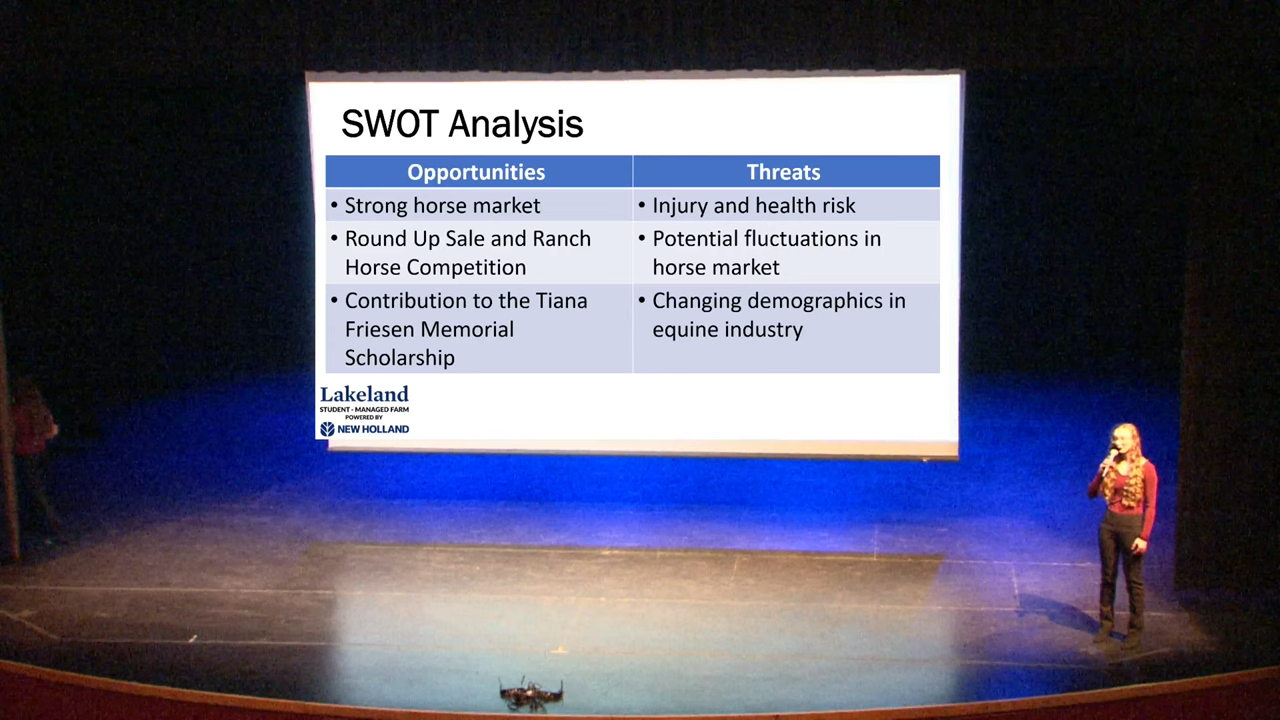 SWOT Analysis
Opportunities
Threats
• Strong horse market
• Injury and health risk
• Round Up Sale and Ranch
Horse Competition
• Potential fluctuations in
horse market
• Contribution to the Tiana
Friesen Memorial
Scholarship
• Changing demographics in
equine industry
Lakeland
STUDENT - MANAGED FARM
POWERED BY
NEW HOLLAND